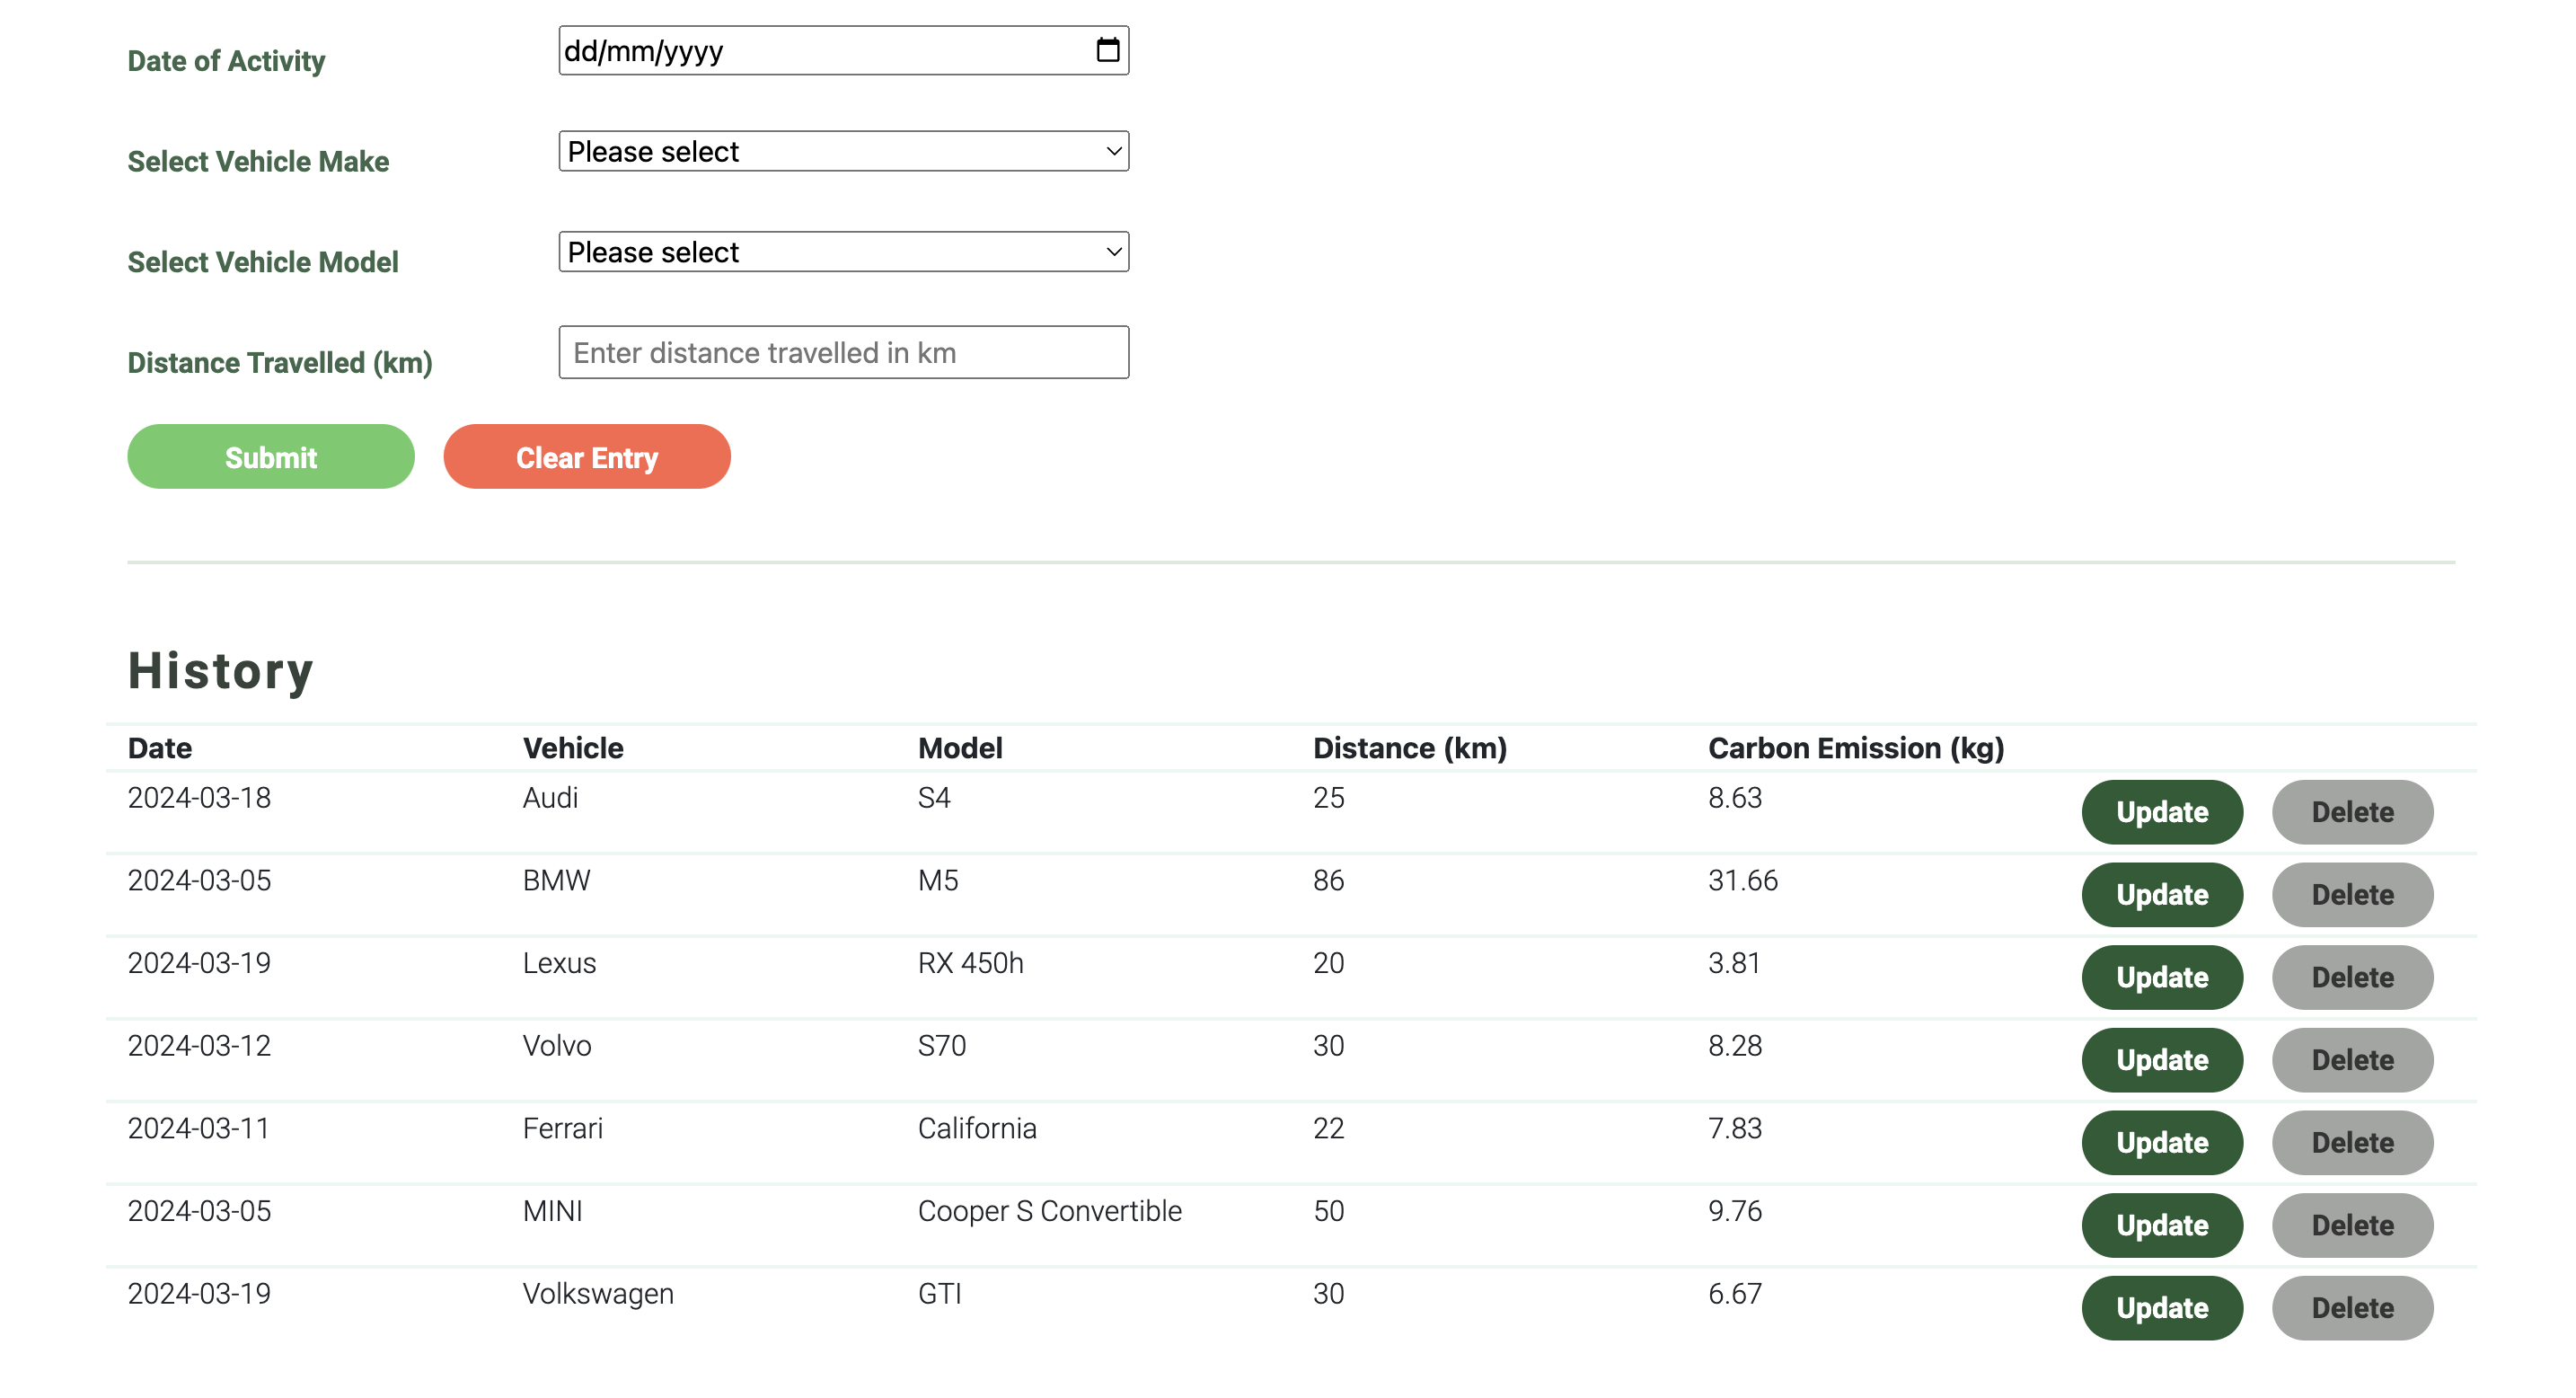 Date of Activity dd/mm/yyyy
Select Vehicle Make Please select
Select Vehicle Model Please select
Distance Travelled (km) Enter distance travelled in km
Submit Clear Entry
History
Date Vehicle Model Distance (km) Carbon Emission (kg)
2024-03-18 Audi S4 25 8.63 Update Delete
2024-03-05 BMW M5 86 31.66 Update Delete
2024-03-19 Lexus RX 450h 20 3.81 Update Delete
2024-03-12 Volvo S70 30 8.28 Update Delete
2024-03-11 Ferrari California 22 7.83 Update Delete
2024-03-05 MINI Cooper S Convertible 50 9.76 Update Delete
2024-03-19 Volkswagen GTI 30 6.67 Update Delete